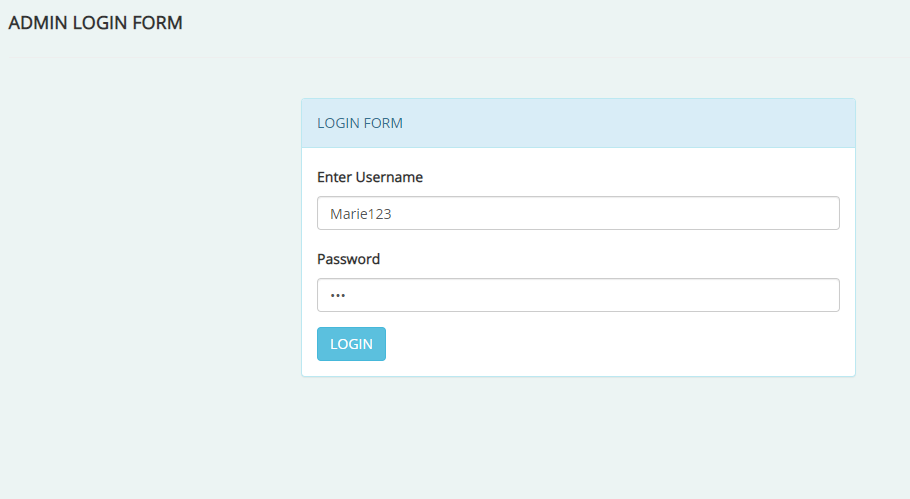 ADMIN LOGIN FORM
LOGIN FORM
Enter Username
Marie123
Password
•••
LOGIN